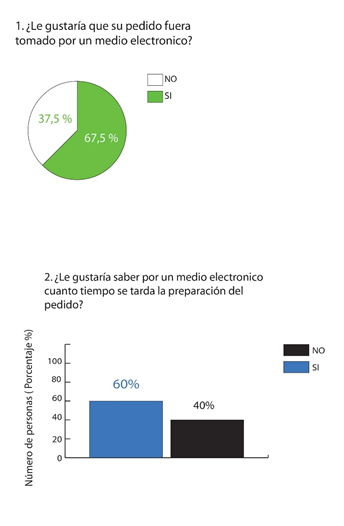 1. ¿Le gustaría que su pedido fuera
tomado por un medio electronico?
NO
SI
37,5 %
67,5 %
2. ¿Le gustaría saber por un medio electronico
cuanto tiempo se tarda la preparación del
pedido?
Número de personas ( Porcentaje %)
100
80
60
40
20
0
60%
40%
NO
SI